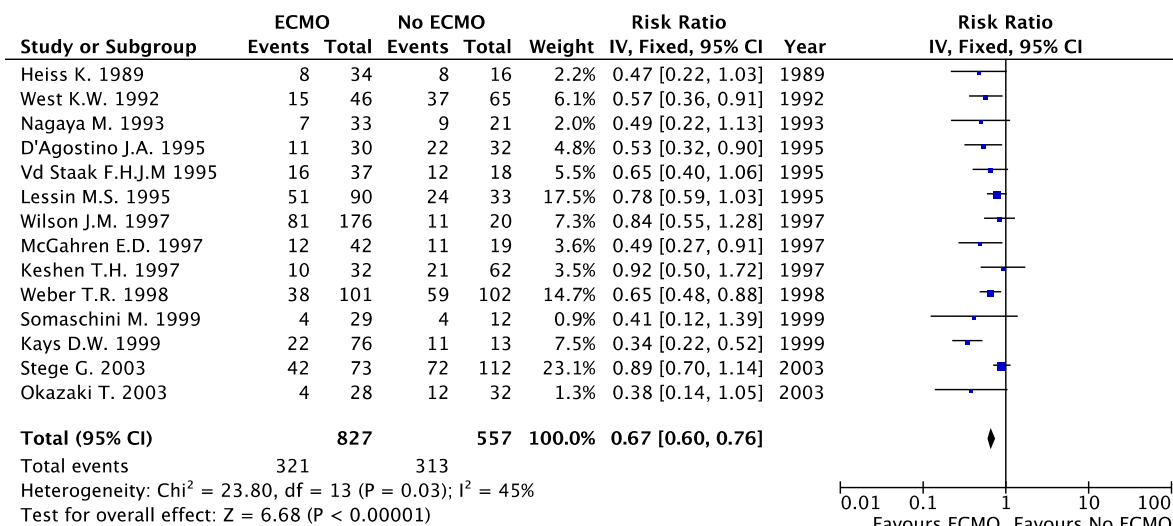 ECMO No ECMO Risk Ratio Risk Ratio
Study or Subgroup Events Total Events Total Weight IV, Fixed, 95% CI Year IV, Fixed, 95% CI
Heiss K. 1989 8 34 8 16 2.2% 0.47 [0.22, 1.03] 1989
West K.W. 1992 15 46 37 65 6.1% 0.57 [0.36, 0.91] 1992
Nagaya M. 1993 7 33 9 21 2.0% 0.49 [0.22, 1.13] 1993
D'Agostino J.A. 1995 11 30 22 32 4.8% 0.53 [0.32, 0.90] 1995
Vd Staak F.H.J.M 1995 16 37 12 18 5.5% 0.65 [0.40, 1.06] 1995
Lessin M.S. 1995 51 90 24 33 17.5% 0.78 [0.59, 1.03] 1995
Wilson J.M. 1997 81 176 11 20 7.3% 0.84 [0.55, 1.28] 1997
McGahren E.D. 1997 12 42 11 19 3.6% 0.49 [0.27, 0.91] 1997
Keshen T.H. 1997 10 32 21 62 3.5% 0.92 [0.50, 1.72] 1997
Weber T.R. 1998 38 101 59 102 14.7% 0.65 [0.48, 0.88] 1998
Somaschini M. 1999 4 29 4 12 0.9% 0.41 [0.12, 1.39] 1999
Kays D.W. 1999 22 76 11 13 7.5% 0.34 [0.22, 0.52] 1999
Stege G. 2003 42 73 72 112 23.1% 0.89 [0.70, 1.14] 2003
Okazaki T. 2003 4 28 12 32 1.3% 0.38 [0.14, 1.05] 2003
Total (95% CI) 827 557 100.0% 0.67 [0.60, 0.76]
Total events 321 313
Heterogeneity: Chi² = 23.80, df = 13 (P = 0.03); I² = 45%
Test for overall effect: Z = 6.68 (P < 0.00001)
0.01 0.1 1 10 100
Favours ECMO Favours No ECMO